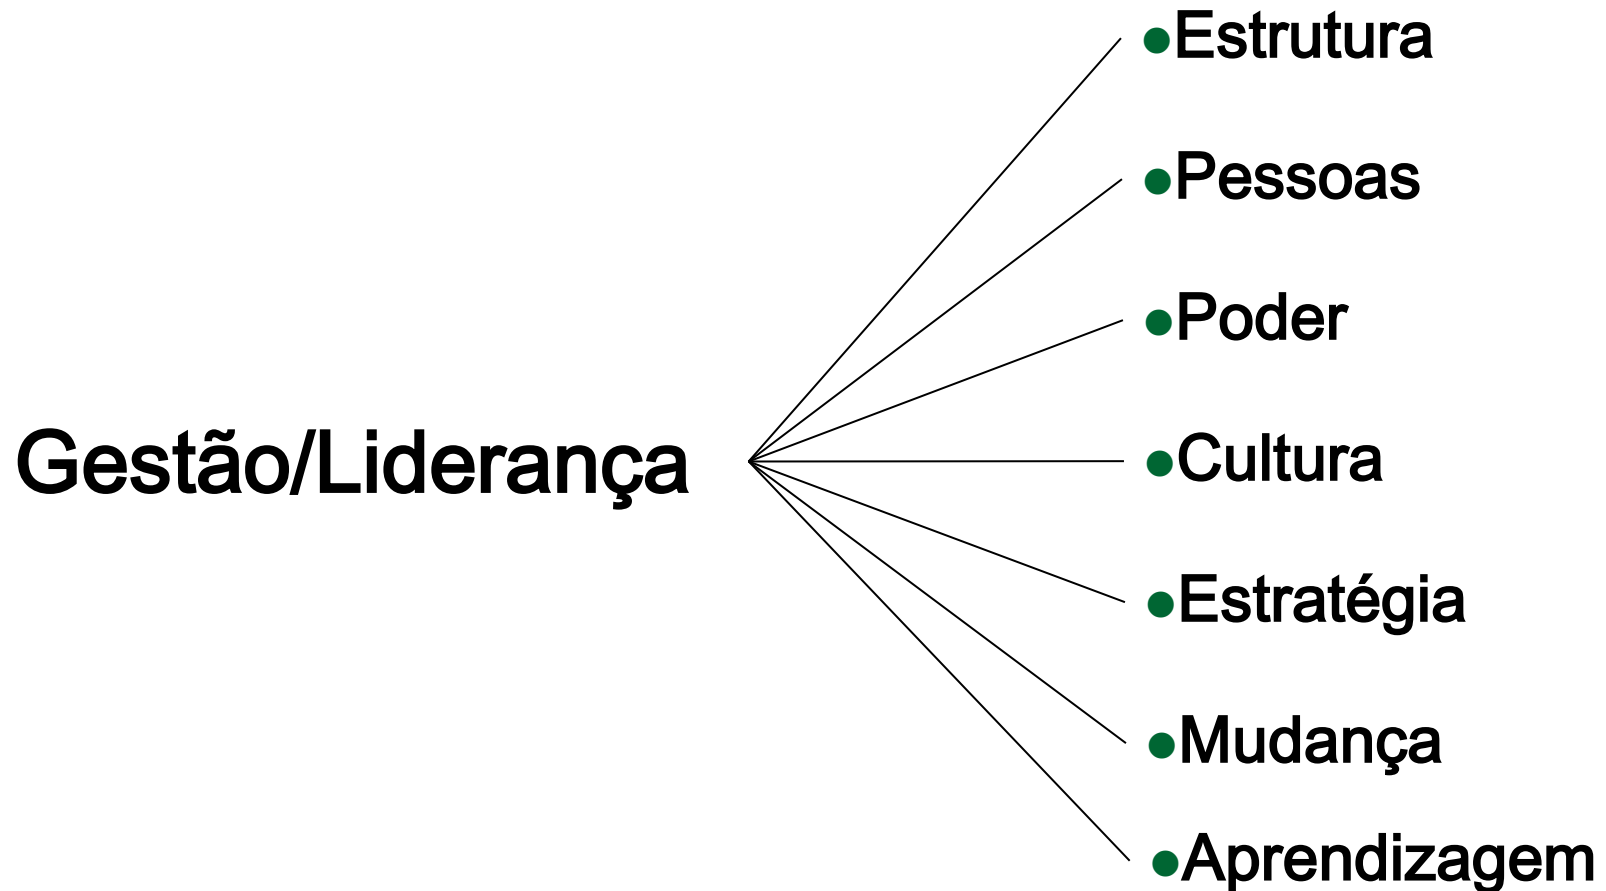 Gestão/Liderança
•Estrutura
•Pessoas
•Poder
•Cultura
•Estratégia
•Mudança
•Aprendizagem